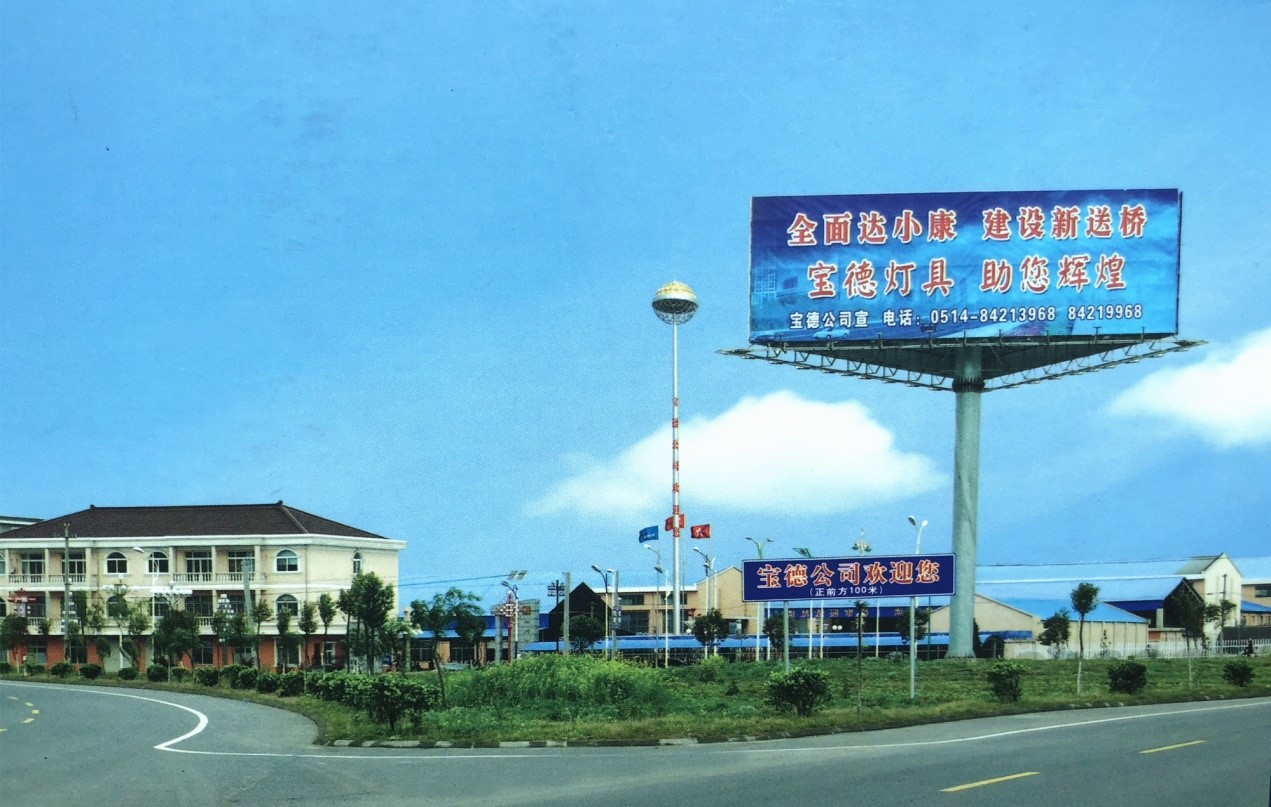 全面达小康 建设新送桥
宝德灯具 助您辉煌
宝德公司宣 电话：0514-84213968 84219968
宝德公司欢迎您
（正前方100米）